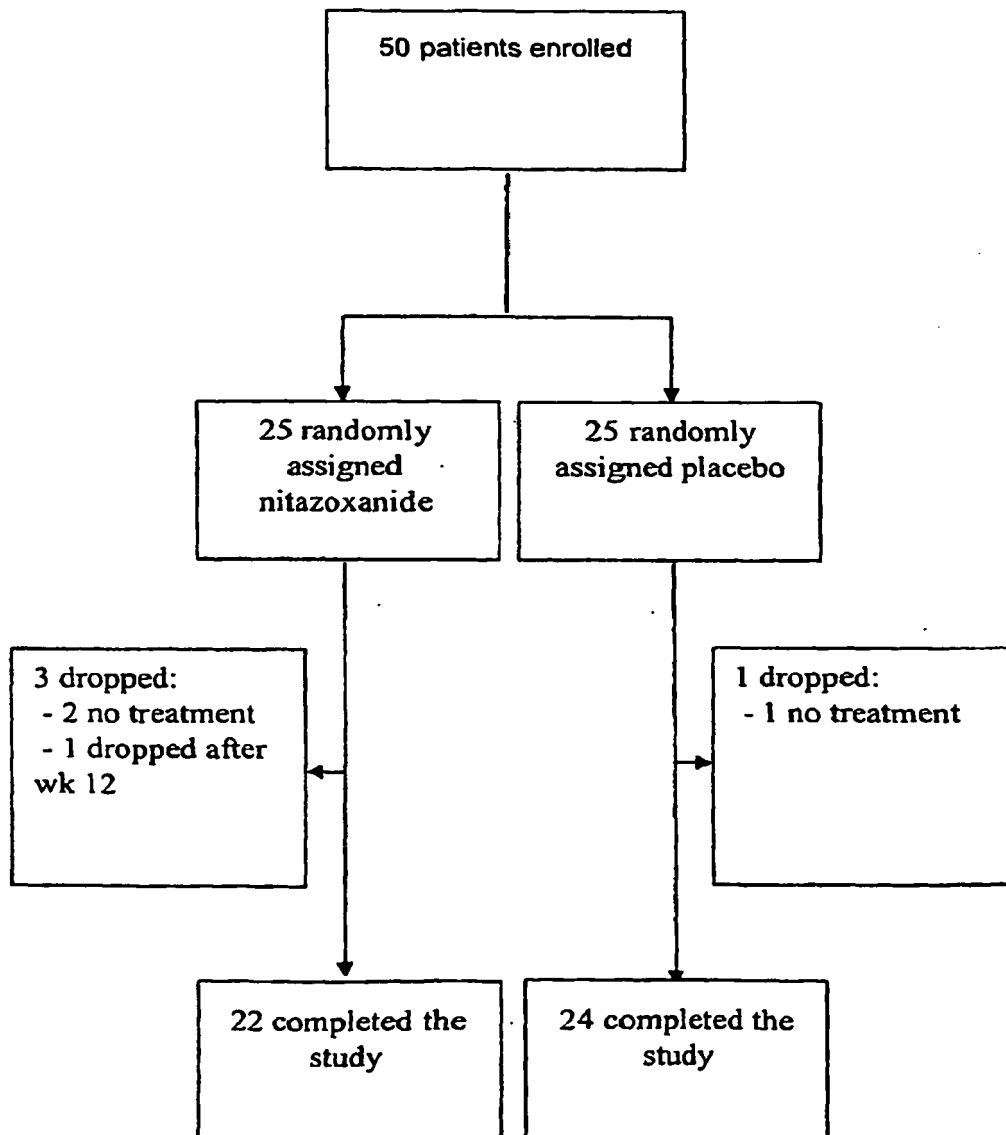 50 patients enrolled
25 randomly
assigned
nitazoxanide
25 randomly
assigned placebo
3 dropped:
- 2 no treatment
- 1 dropped after
wk 12
1 dropped:
- 1 no treatment
22 completed the
study
24 completed the
study